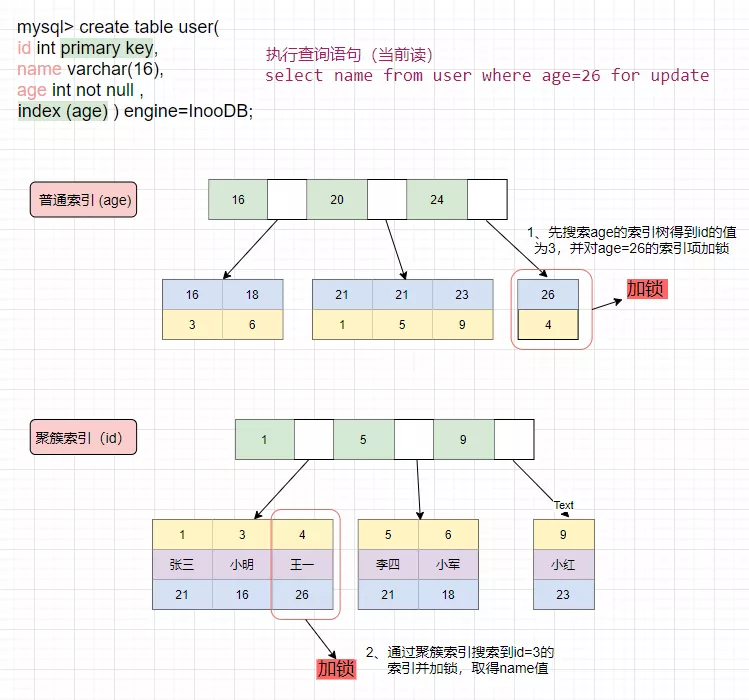 mysql> create table user(
id int primary key,
name varchar(16),
age int not null ,
index (age) ) engine=InooDB;
执行查询语句（当前读）
select name from user where age=26 for update
普通索引 (age)
16 20 24
1、先搜索age的索引树得到id的值
为3，并对age=26的索引项加锁
16 18 21 21 23 26
3 6 1 5 9 4
加锁
聚簇索引（id）
1 5 9
Text
1 3 4 5 6 9
张三 小明 王一 李四 小军 小红
21 16 26 21 18 23
加锁
2、通过聚簇索引搜索到id=3的
索引并加锁，取得name值